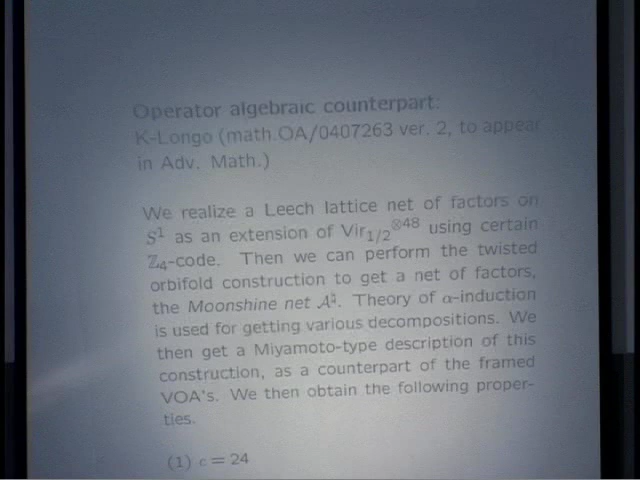 Operator algebraic counterpart:
K-Longo (math.OA/0407263 ver. 2, to appear
in Adv. Math.)
We realize a Leech lattice net of factors on
S¹ as an extension of Vir₁/₂⊗⁴⁸ using certain
ℤ₄-code. Then we can perform the twisted
orbifold construction to get a net of factors,
the Moonshine net A♮. Theory of α-induction
is used for getting various decompositions. We
then get a Miyamoto-type description of this
construction, as a counterpart of the framed
VOA's. We then obtain the following proper-
ties.
(1) c = 24